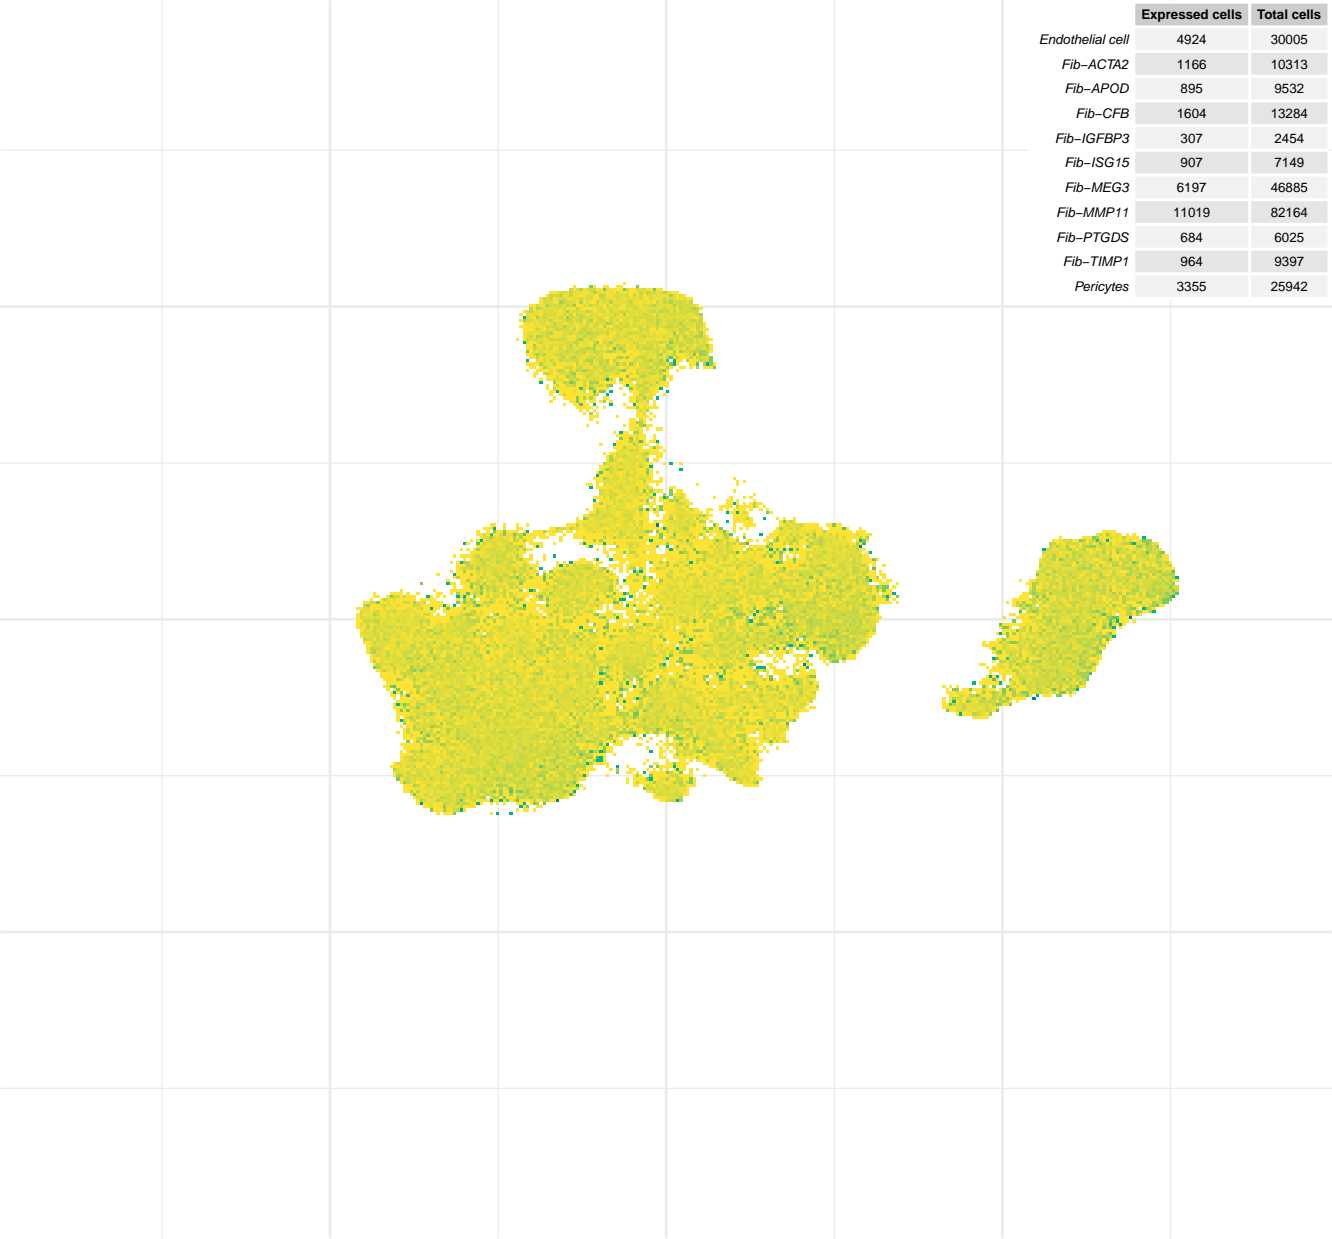 Expressed cells Total cells
Endothelial cell 4924 30005
Fib−ACTA2 1166 10313
Fib−APOD 895 9532
Fib−CFB 1604 13284
Fib−IGFBP3 307 2454
Fib−ISG15 907 7149
Fib−MEG3 6197 46885
Fib−MMP11 11019 82164
Fib−PTGDS 684 6025
Fib−TIMP1 964 9397
Pericytes 3355 25942